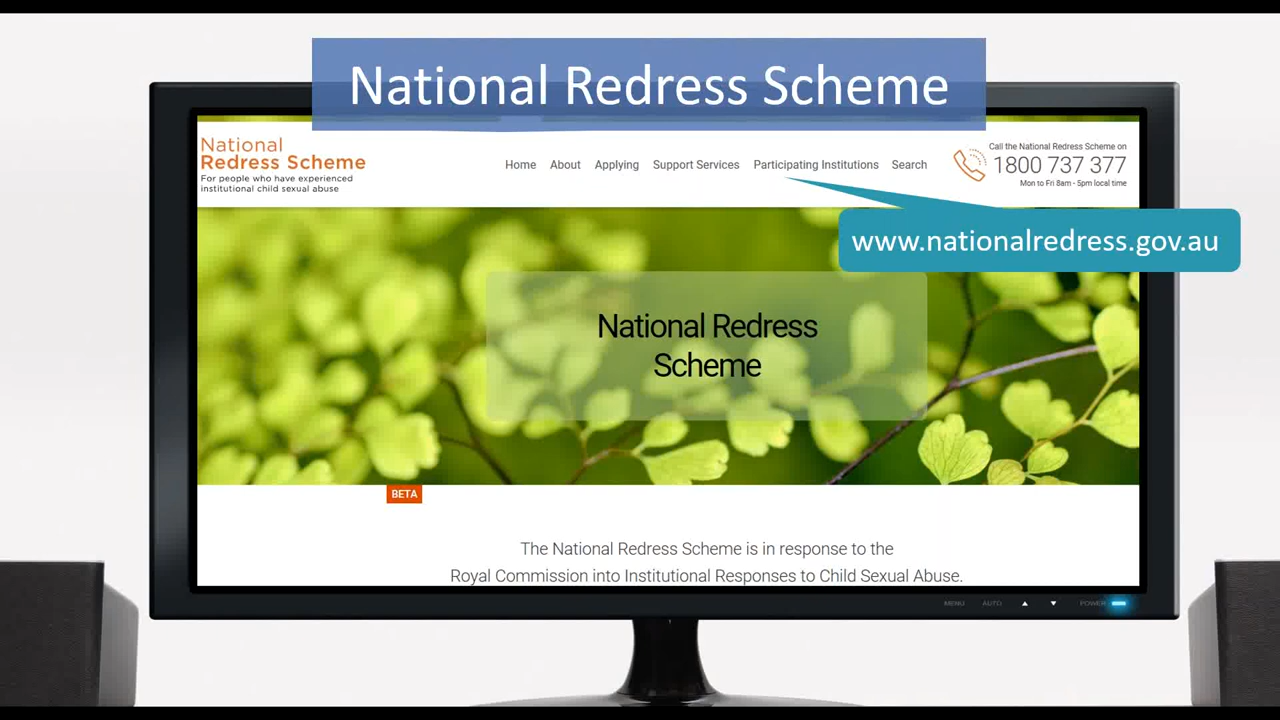 National Redress Scheme
National
Redress Scheme
For people who have experienced
institutional child sexual abuse
Home About Applying Support Services Participating Institutions Search
Call the National Redress Scheme on
1800 737 377
Mon to Fri 8am - 5pm local time
www.nationalredress.gov.au
National Redress
Scheme
BETA
The National Redress Scheme is in response to the
Royal Commission into Institutional Responses to Child Sexual Abuse.
MENU AUTO POWER